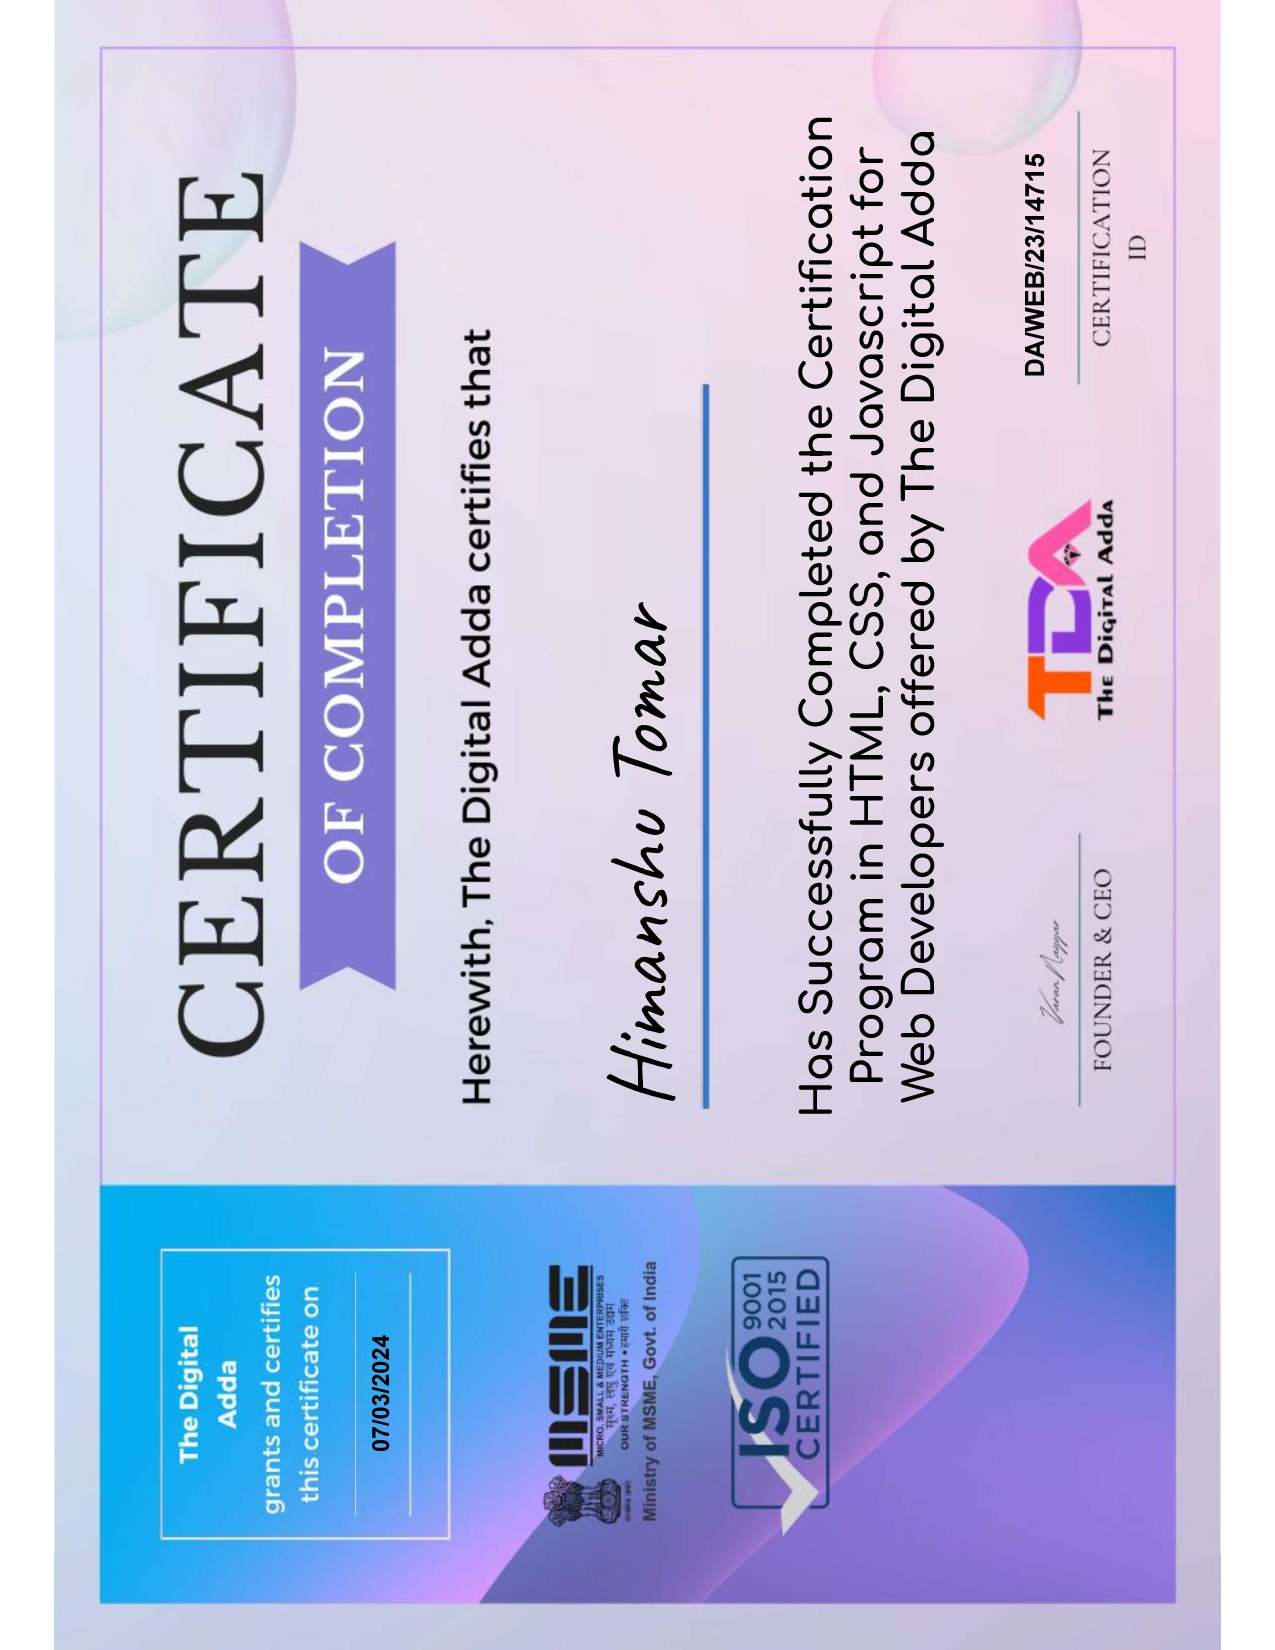 The Digital
Adda
grants and certifies
this certificate on
07/03/2024
MSME
MICRO, SMALL & MEDIUM ENTERPRISES
सूक्ष्म, लघु एवं मध्यम उद्यम
OUR STRENGTH • हमारी शक्ति
सत्यमेव जयते
Ministry of MSME, Govt. of India
ISO 9001
2015
CERTIFIED
CERTIFICATE
OF COMPLETION
Herewith, The Digital Adda certifies that
Himanshu Tomar
Has Successfully Completed the Certification
Program in HTML, CSS, and Javascript for
Web Developers offered by The Digital Adda
Varun Nayyar
FOUNDER & CEO
TDA
The Digital Adda
DA/WEB/23/14715
CERTIFICATION
ID